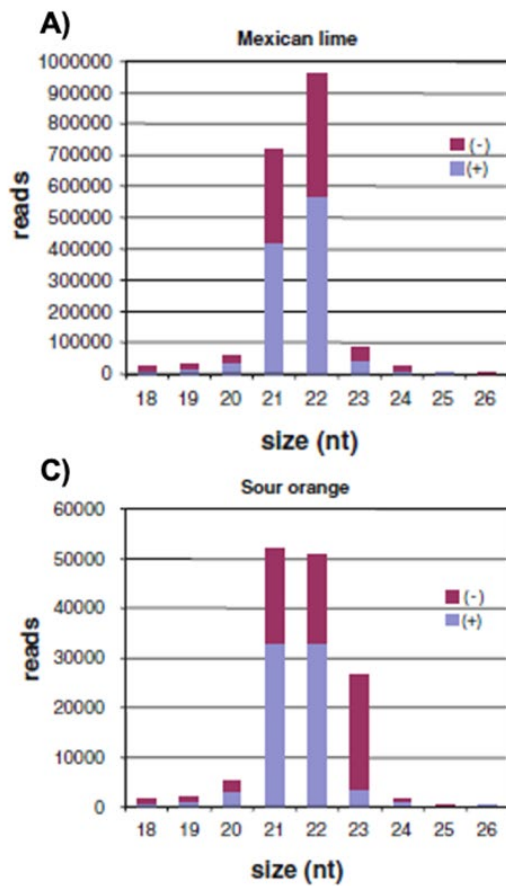 A)
Mexican lime
1000000
900000
800000
700000
600000
500000
400000
300000
200000
100000
0
reads
(-)
(+)
18 19 20 21 22 23 24 25 26
size (nt)
C)
Sour orange
60000
50000
40000
30000
20000
10000
0
reads
(-)
(+)
18 19 20 21 22 23 24 25 26
size (nt)